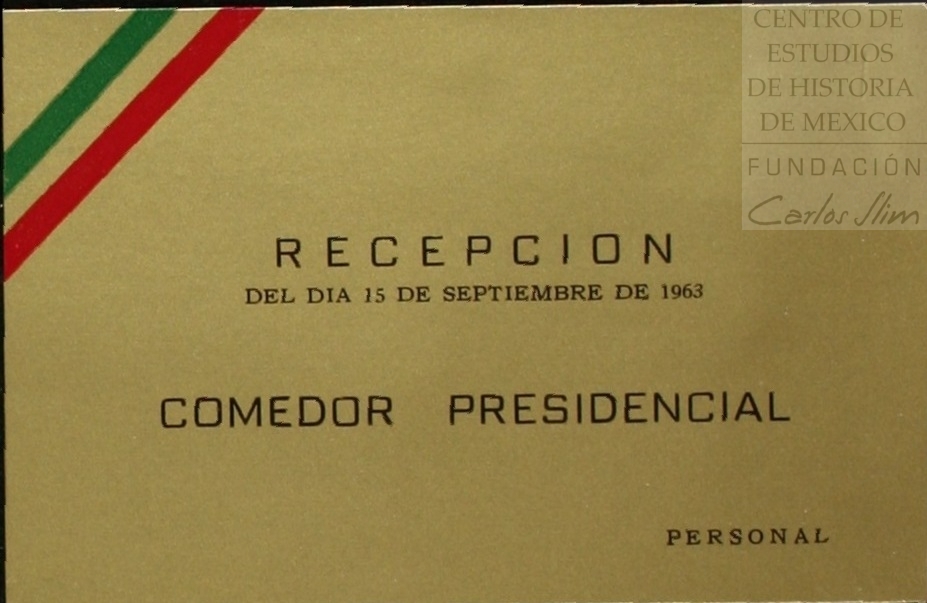 CENTRO DE
ESTUDIOS
DE HISTORIA
DE MEXICO
FUNDACIÓN
Carlos Slim
RECEPCION
DEL DIA 15 DE SEPTIEMBRE DE 1963
COMEDOR PRESIDENCIAL
PERSONAL